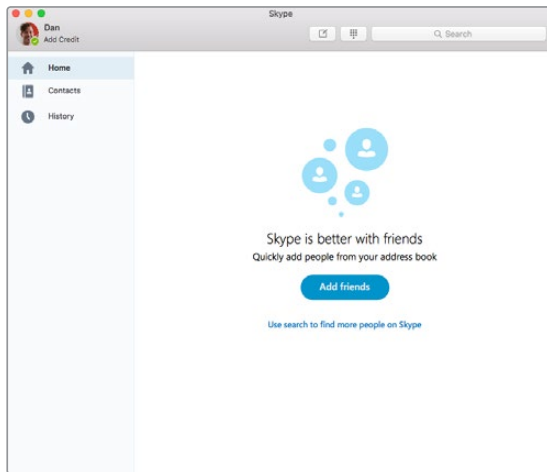 Skype
Dan
Add Credit
Search
Home
Contacts
History
Skype is better with friends
Quickly add people from your address book
Add friends
Use search to find more people on Skype